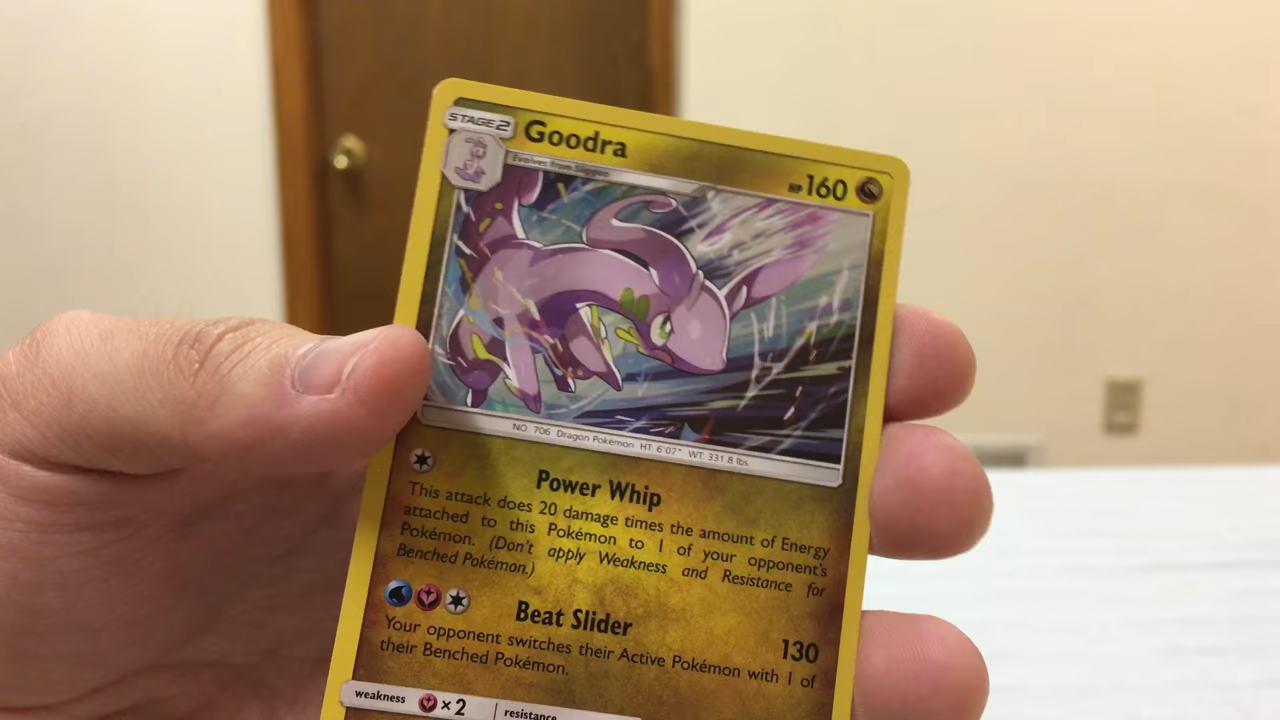 STAGE2
Goodra
Evolves from Sliggoo
HP 160
NO. 706 Dragon Pokémon HT: 6'07" WT: 331.8 lbs.
Power Whip
This attack does 20 damage times the amount of Energy
attached to this Pokémon to 1 of your opponent's
Pokémon. (Don't apply Weakness and Resistance for
Benched Pokémon.)
Beat Slider 130
Your opponent switches their Active Pokémon with 1 of
their Benched Pokémon.
weakness ×2 resistance